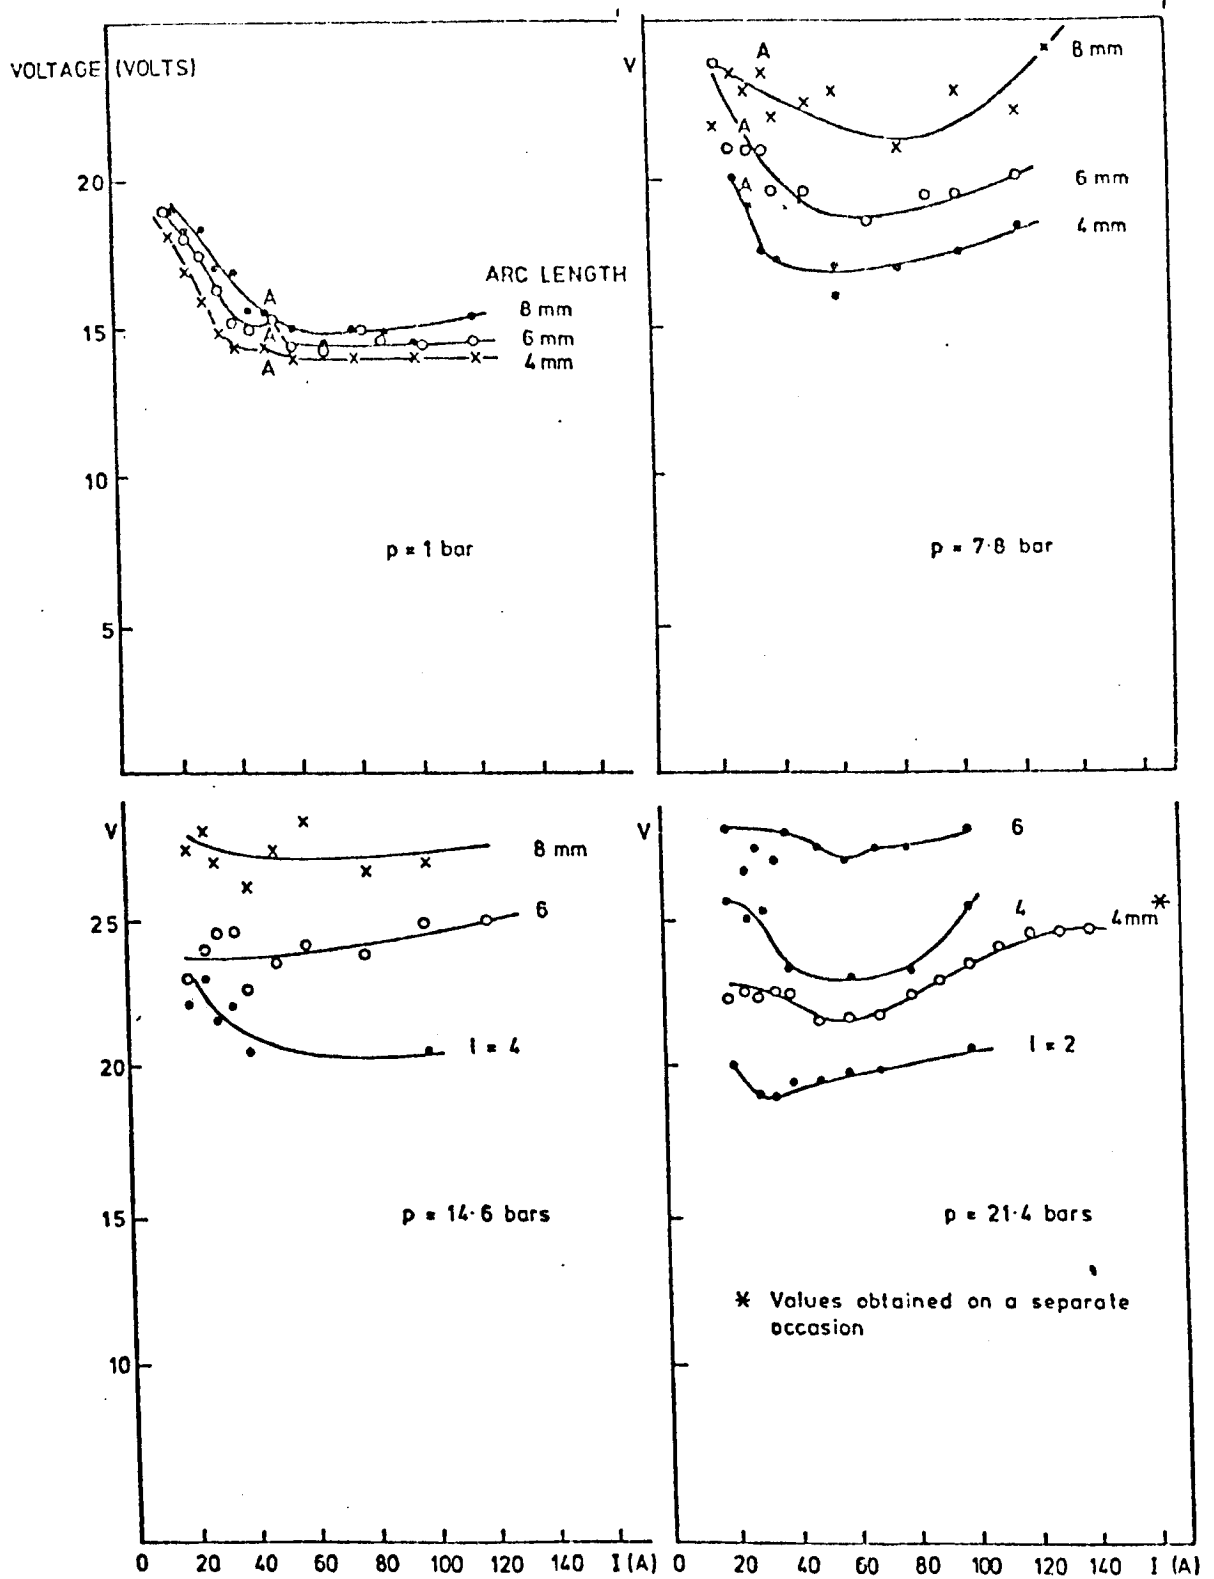 VOLTAGE (VOLTS)
20
15
10
5
A
A
A
A
ARC LENGTH
8 mm
6 mm
4 mm
p = 1 bar
V
A
A
A
8 mm
6 mm
4 mm
p = 7·8 bar
V
25
20
15
10
8 mm
6
l = 4
p = 14·6 bars
0 20 40 60 80 100 120 140 I (A)
V
6
4
4mm*
l = 2
p = 21·4 bars
* Values obtained on a separate
occasion
0 20 40 60 80 100 120 140 I (A)